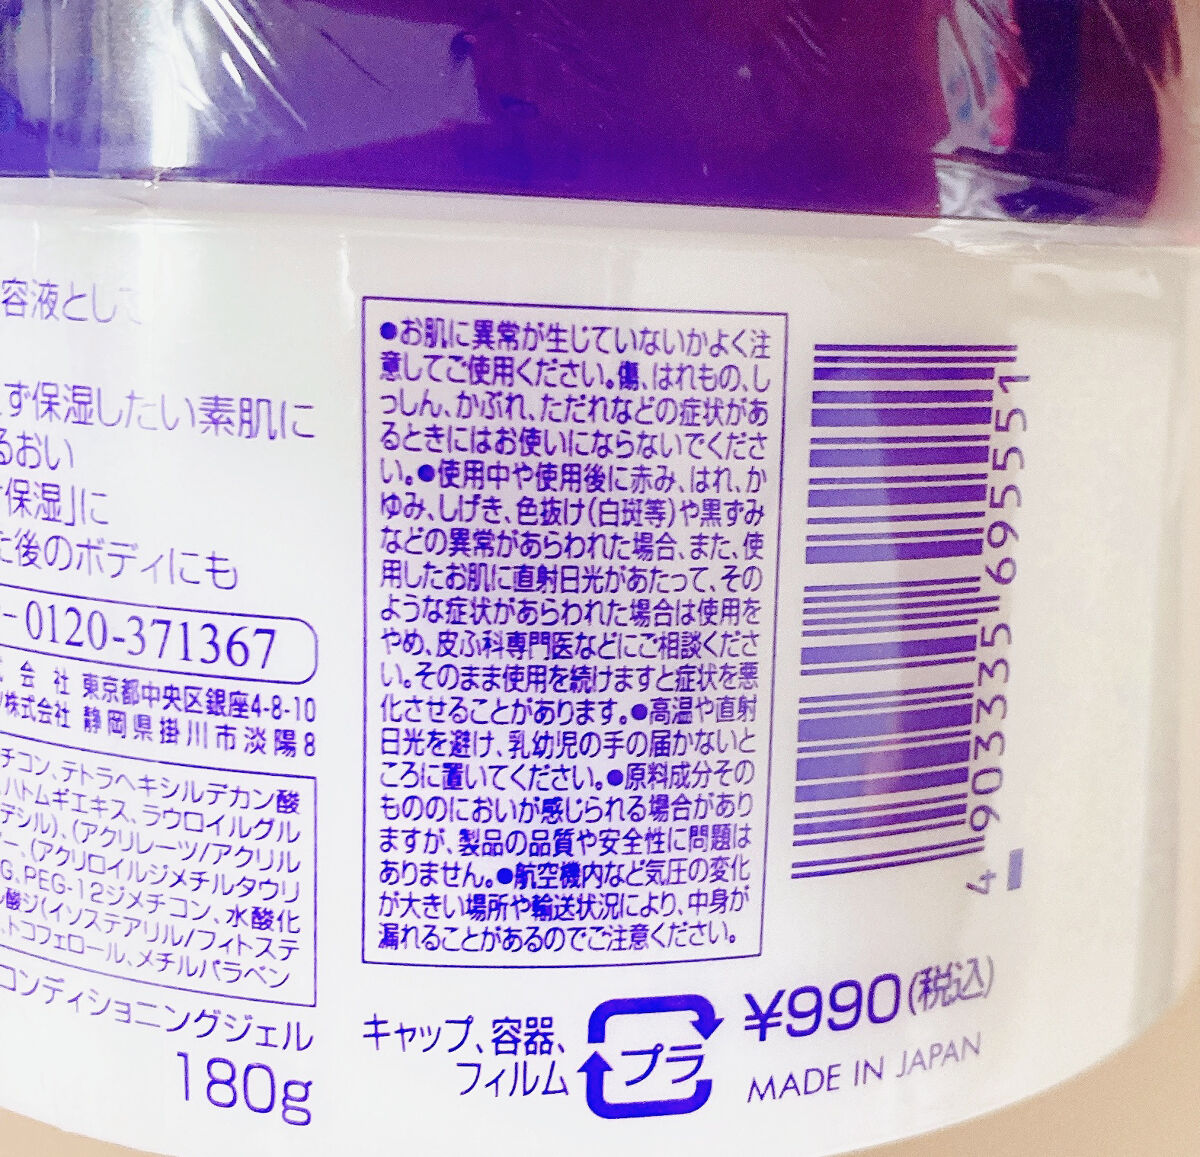 容液として
ず保湿したい素肌に
るおい
保湿」に
た後のボディにも
0120-371367
会社 東京都中央区銀座4-8-10
株式会社 静岡県掛川市淡陽8
チコン、テトラヘキシルデカン酸
、ハトムギエキス、ラウロイルグル
デシル)、(アクリレーツ/アクリル
ー、(アクリロイルジメチルタウリ
G、PEG-12ジメチコン、水酸化
酸ジ(イソステアリル/フィトステ
、トコフェロール、メチルパラベン
コンディショニングジェル
180g
●お肌に異常が生じていないかよく注
意してご使用ください。傷、はれもの、し
っしん、かぶれ、ただれなどの症状があ
るときにはお使いにならないでくださ
い。●使用中や使用後に赤み、はれ、か
ゆみ、しげき、色抜け(白斑等)や黒ずみ
などの異常があらわれた場合、また、使
用したお肌に直射日光があたって、その
ような症状があらわれた場合は使用を
やめ、皮ふ科専門医などにご相談くださ
い。そのまま使用を続けますと症状を悪
化させることがあります。●高温や直射
日光を避け、乳幼児の手の届かないと
ころに置いてください。●原料成分その
もののにおいが感じられる場合があり
ますが、製品の品質や安全性に問題は
ありません。●航空機内など気圧の変化
が大きい場所や輸送状況により、中身が
漏れることがあるのでご注意ください。
キャップ、容器、
フィルム
プラ
4 903335 695551
¥990(税込)
MADE IN JAPAN